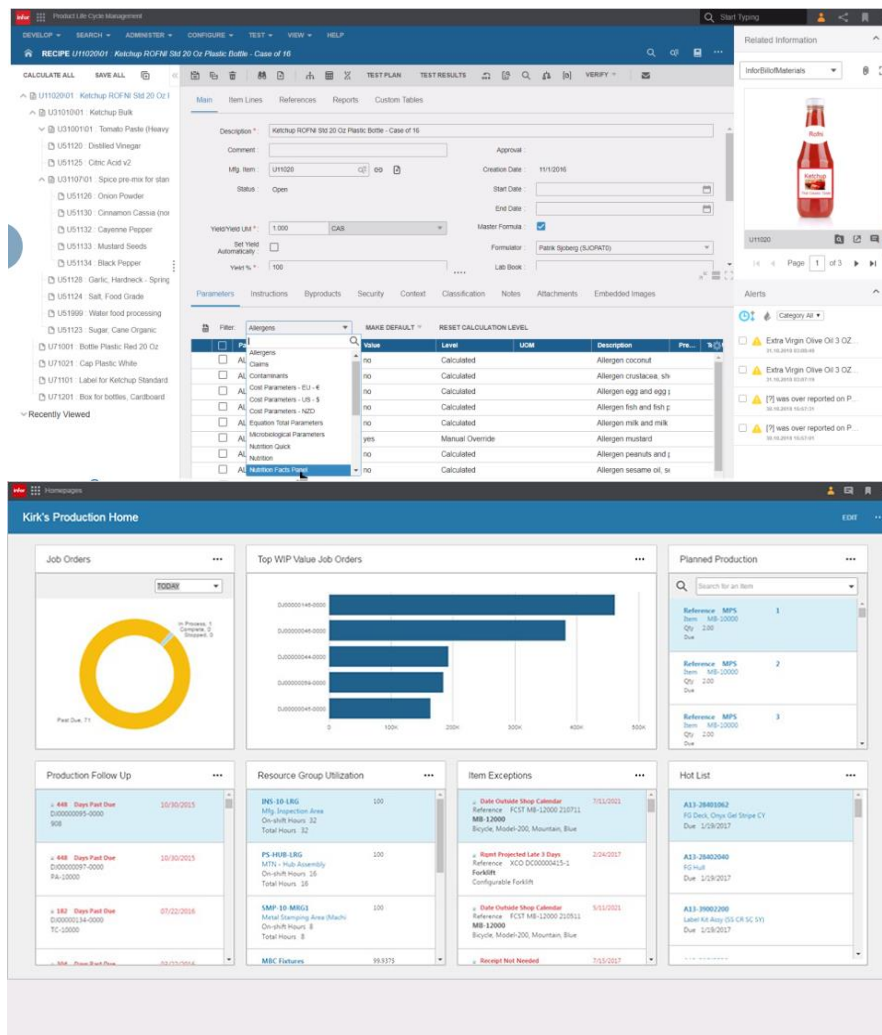 infor Product Life Cycle Management Start Typing
DEVELOP SEARCH ADMINISTER CONFIGURE TEST VIEW HELP
RECIPE U11020\01 : Ketchup ROFNI Std 20 Oz Plastic Bottle - Case of 16
CALCULATE ALL SAVE ALL
TEST PLAN TEST RESULTS VERIFY
U11020\01 : Ketchup ROFNI Std 20 Oz
U31010\01 : Ketchup Bulk
U31001\01 : Tomato Paste (Heavy
U51120 : Distilled Vinegar
U51125 : Citric Acid v2
U31107\01 : Spice pre-mix for stan
U51126 : Onion Powder
U51130 : Cinnamon Cassia (nor
U51132 : Cayenne Pepper
U51133 : Mustard Seeds
U51134 : Black Pepper
U51128 : Garlic, Hardneck - Spring
U51124 : Salt, Food Grade
U51999 : Water food processing
U51123 : Sugar, Cane Organic
U71001 : Bottle Plastic Red 20 Oz
U71021 : Cap Plastic White
U71101 : Label for Ketchup Standard
U71201 : Box for bottles, Cardboard
Recently Viewed
Main Item Lines References Reports Custom Tables
Description * : Ketchup ROFNI Std 20 Oz Plastic Bottle - Case of 16
Comment : Approval :
Mfg. Item : U11020 Creation Date : 11/1/2016
Status : Open Start Date :
End Date :
Yield/Yield UM * : 1.000 CAS Master Formula :
Set Yield Automatically : Formulator : Patrik Sjoberg (SJOPAT0)
Yield % * : 100 Lab Book :
Parameters Instructions Byproducts Security Context Classification Notes Attachments Embedded Images
Filter: Allergens MAKE DEFAULT RESET CALCULATION LEVEL
Allergens
Claims
Contaminants
Cost Parameters - EU - €
Cost Parameters - US - $
Cost Parameters - NZD
Equation Total Parameters
Microbiological Parameters
Nutrition Quick
Nutrition
Nutrition Facts Panel
Value Level UOM Description Pre...
no Calculated Allergen coconut
no Calculated Allergen crustacea, sh
no Calculated Allergen egg and egg
no Calculated Allergen fish and fish p
no Calculated Allergen milk and milk
yes Manual Override Allergen mustard
no Calculated Allergen peanuts and
no Calculated Allergen sesame oil, s
Related Information
InforBillofMaterials
Rofni
Ketchup
U11020
Page 1 of 3
Alerts
Category All
Extra Virgin Olive Oil 3 OZ...
Extra Virgin Olive Oil 3 OZ...
[?] was over reported on P...
[?] was over reported on P...
infor Homepages
Kirk's Production Home EDIT
Job Orders
TODAY
In Process, 1
Complete, 0
Stopped, 0
Past Due, 71
Top WIP Value Job Orders
0 100K 200K 300K 400K 500K
Planned Production
Search for an Item
Reference MPS 1
Item MB-10000
Qty 2.00
Due
Reference MPS 2
Item MB-10000
Qty 2.00
Due
Reference MPS 3
Item MB-10000
Qty 2.00
Due
Production Follow Up
448 Days Past Due 10/30/2015
DJ00000095-0000
908
448 Days Past Due 10/30/2015
DJ00000097-0000
PA-10000
182 Days Past Due 07/22/2016
DJ00000134-0000
TC-10000
Resource Group Utilization
INS-10-LRG 100
Mfg. Inspection Area
On-shift Hours 32
Total Hours 32
PS-HUB-LRG 100
MTN - Hub Assembly
On-shift Hours 16
Total Hours 16
SMP-10-MRG1 100
Metal Stamping Area (Machi
On-shift Hours 8
Total Hours 8
MBC Fixtures 99.9375
Item Exceptions
Date Outside Shop Calendar 7/11/2021
Reference FCST MB-12000 210711
MB-12000
Bicycle, Model-200, Mountain, Blue
Rqmt Projected Late 3 Days 2/24/2017
Reference XCO DC00000415-1
Forklift
Configurable Forklift
Date Outside Shop Calendar 5/11/2021
Reference FCST MB-12000 210511
MB-12000
Bicycle, Model-200, Mountain, Blue
Receipt Not Needed 7/15/2017
Hot List
A13-28401062
FG Deck, Onyx Gel Stripe CY
Due 1/19/2017
A13-28402040
FG Hull
Due 1/19/2017
A13-39002200
Label Kit Assy (SS CR SC SY)
Due 1/19/2017